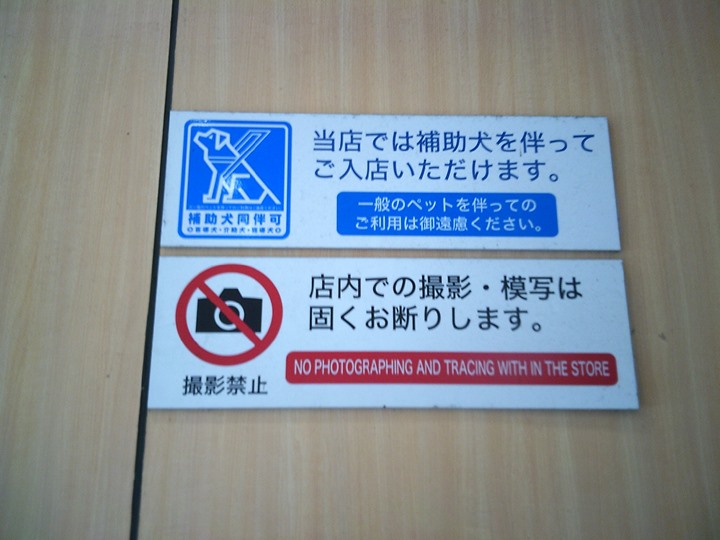 当店では補助犬を伴って
ご入店いただけます。
一般のペットを伴っての
ご利用は御遠慮ください。
補助犬同伴可
店内での撮影・模写は
固くお断りします。
NO PHOTOGRAPHING AND TRACING WITH IN THE STORE
撮影禁止